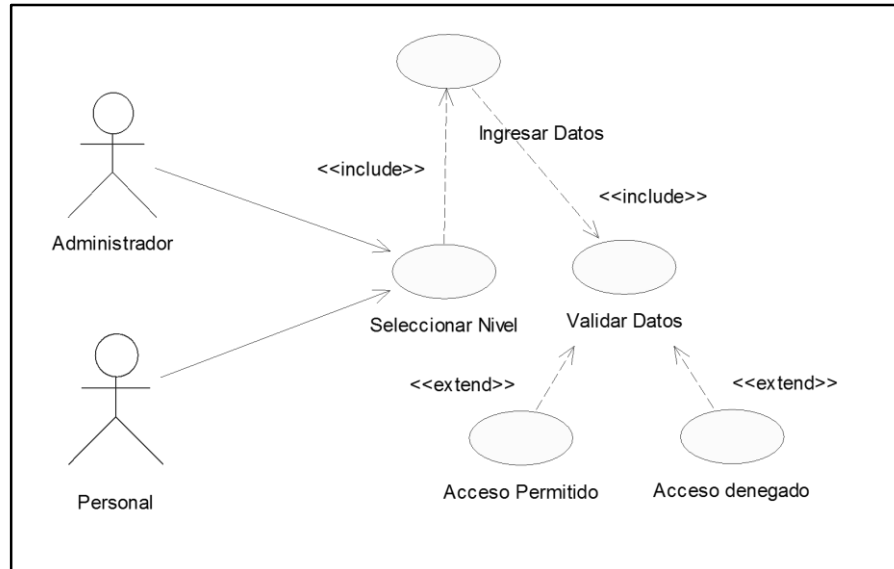 Ingresar Datos
<<include>>
<<include>>
Administrador
Seleccionar Nivel
Validar Datos
<<extend>>
<<extend>>
Personal
Acceso Permitido
Acceso denegado